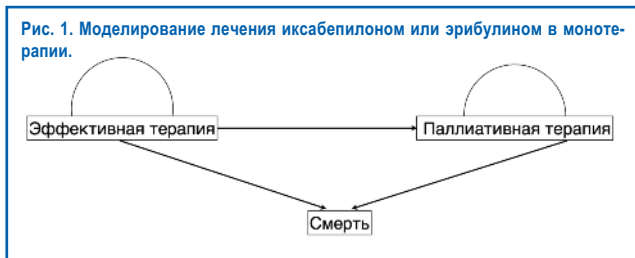 Рис. 1. Моделирование лечения иксабепилоном или эрибулином в моноте-
рапии.
Эффективная терапия
Паллиативная терапия
Смерть